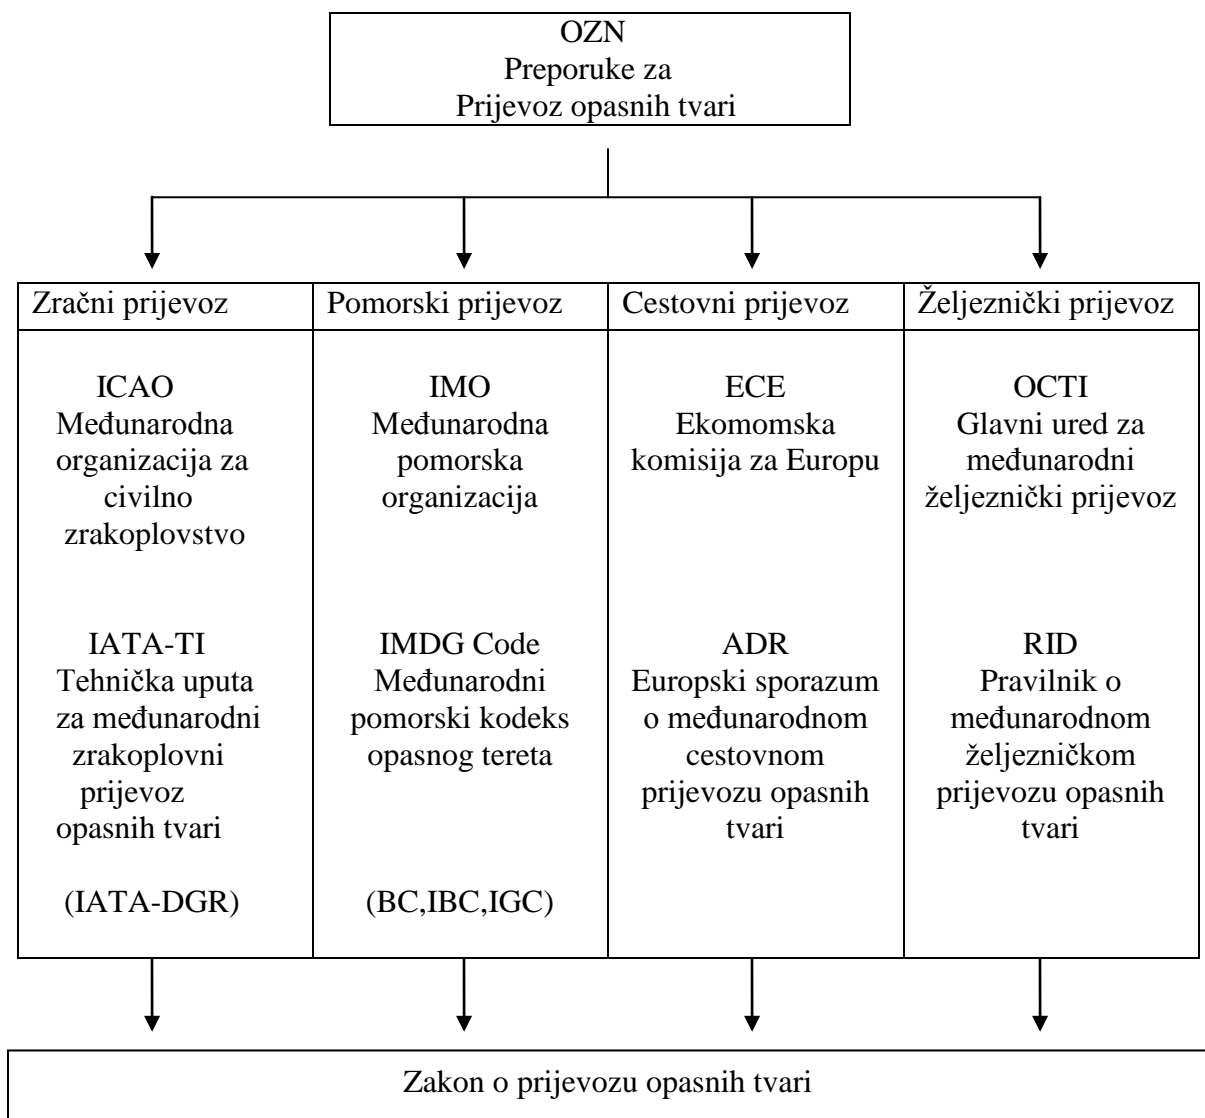 OZN
Preporuke za
Prijevoz opasnih tvari
Zračni prijevoz
ICAO
Međunarodna
organizacija za
civilno
zrakoplovstvo
IATA-TI
Tehnička uputa
za međunarodni
zrakoplovni
prijevoz
opasnih tvari
(IATA-DGR)
Pomorski prijevoz
IMO
Međunarodna
pomorska
organizacija
IMDG Code
Međunarodni
pomorski kodeks
opasnog tereta
(BC,IBC,IGC)
Cestovni prijevoz
ECE
Ekomomska
komisija za Europu
ADR
Europski sporazum
o međunarodnom
cestovnom
prijevozu opasnih
tvari
Željeznički prijevoz
OCTI
Glavni ured za
međunarodni
željeznički prijevoz
RID
Pravilnik o
međunarodnom
željezničkom
prijevozu opasnih
tvari
Zakon o prijevozu opasnih tvari